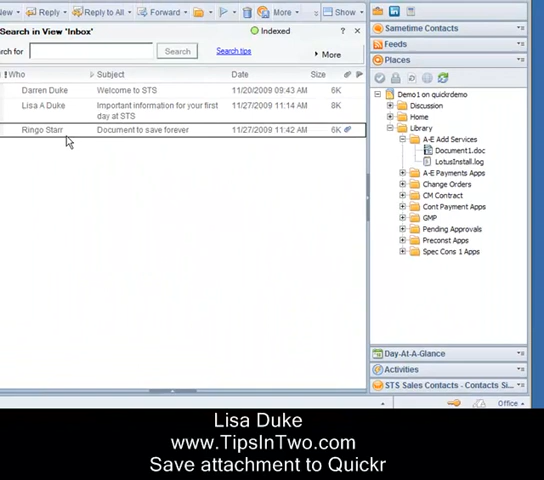 New Reply Reply to All Forward More Show
Search in View 'Inbox' Indexed ? ×
rch for Search Search tips More
! Who Subject Date Size
Darren Duke Welcome to STS 11/20/2009 09:43 AM 6K
Lisa A Duke Important information for your first day at STS 11/27/2009 11:14 AM 8K
Ringo Starr Document to save forever 11/27/2009 11:42 AM 6K
Sametime Contacts
Feeds
Places
Demo1 on quickrdemo
Discussion
Home
Library
A-E Add Services
Document1.doc
LotusInstall.log
A-E Payments Apps
Change Orders
CM Contract
Cont Payment Apps
GMP
Pending Approvals
Preconst Apps
Spec Cons 1 Apps
Day-At-A-Glance
Activities
STS Sales Contacts - Contacts Si...
Office
Lisa Duke
www.TipsInTwo.com
Save attachment to Quickr